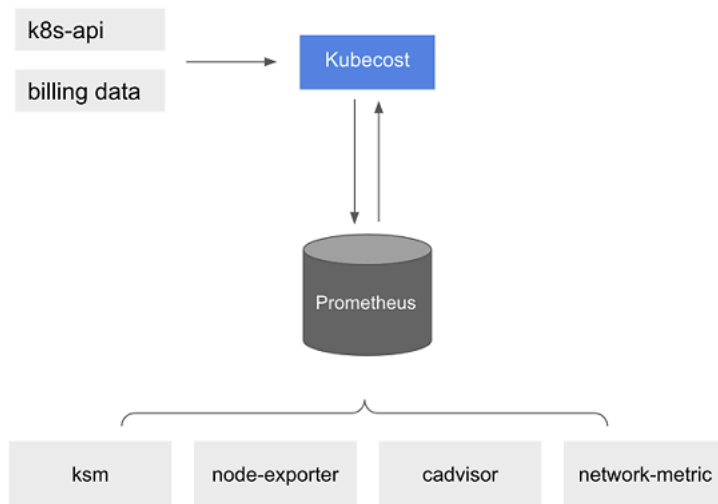 k8s-api
billing data
Kubecost
Prometheus
ksm
node-exporter
cadvisor
network-metric